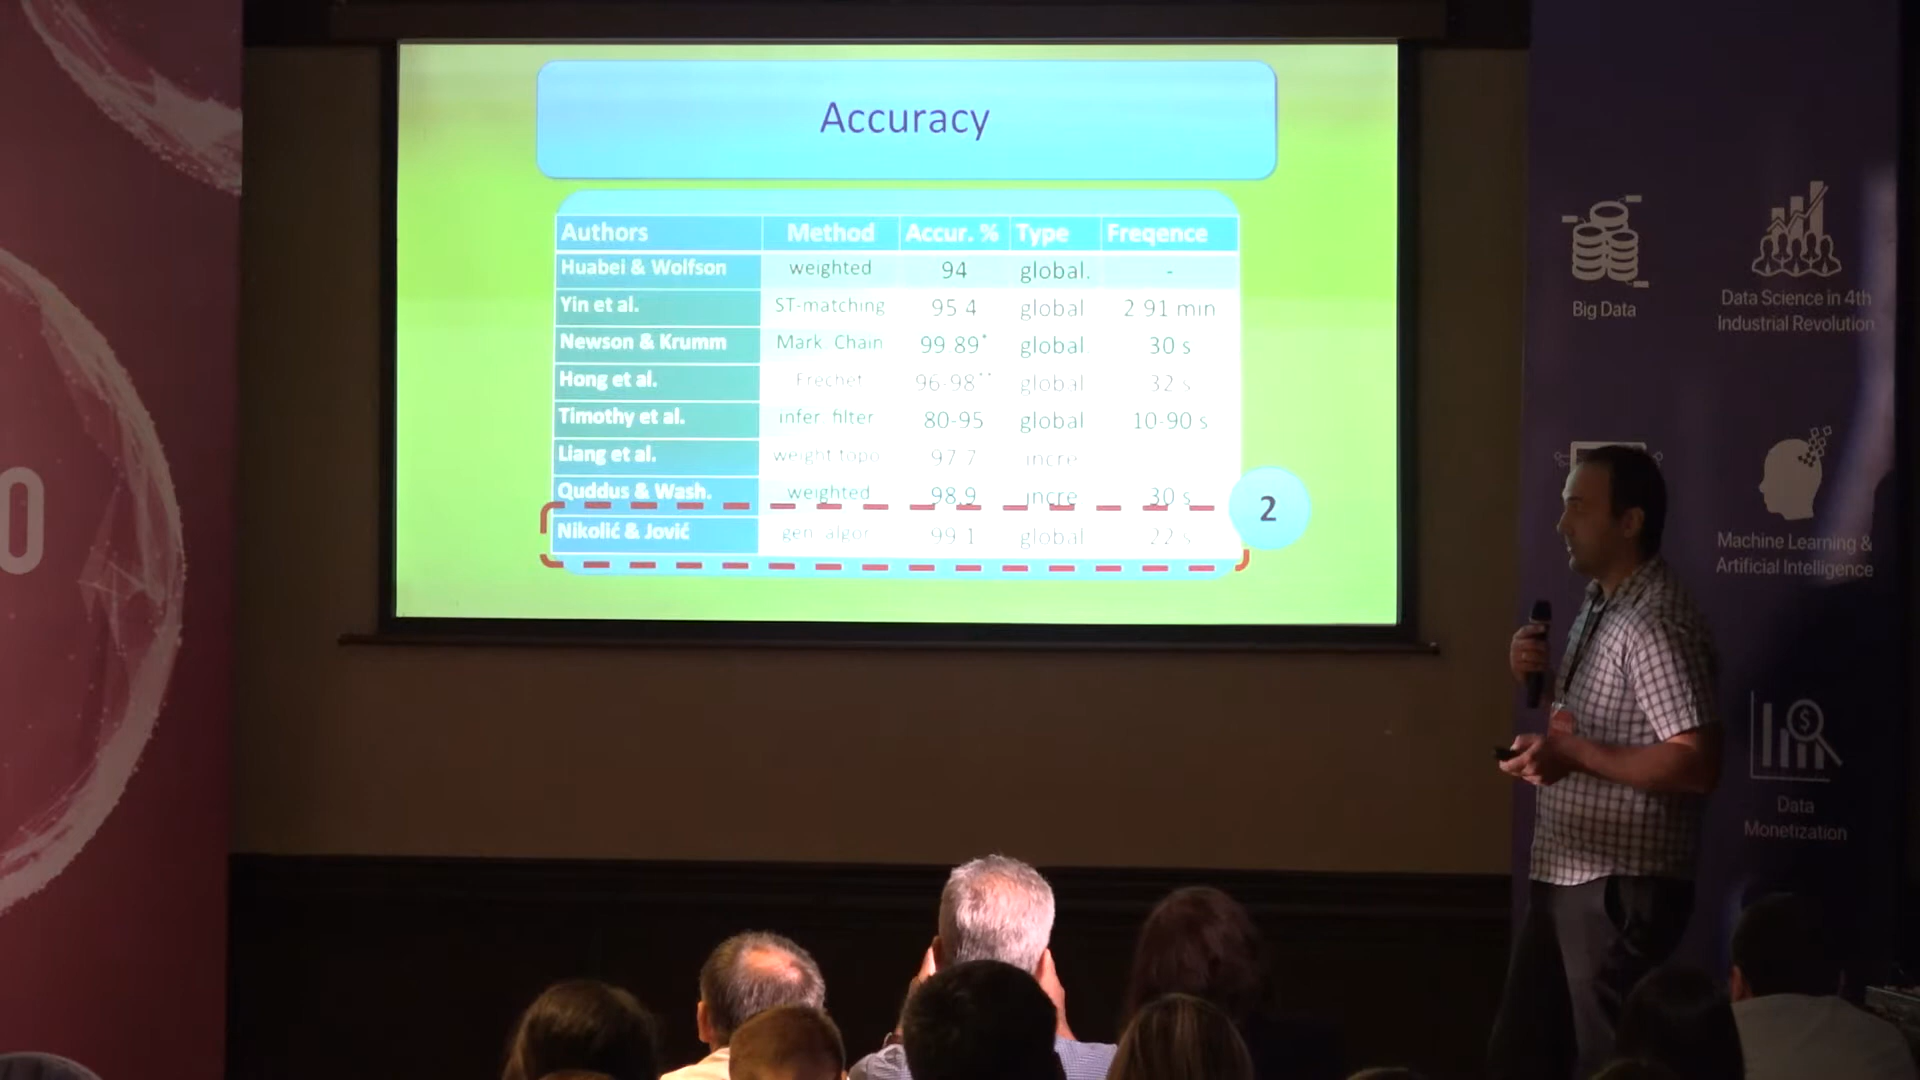 Accuracy
Authors Method Accur. % Type Freqence
Huabei & Wolfson weighted 94 global. -
Yin et al. ST-matching 95 4 global 2 91 min
Newson & Krumm Mark. Chain 99 89* global 30 s
Hong et al. Frechet 96-98** global 32 s
Timothy et al. infer. filter 80-95 global 10-90 s
Liang et al. weight topo 97 7 incre
Quddus & Wash. weighted 98.9 incre 30 s
Nikolić & Jović gen. algor 99 1 global 22 s
2
0
Big Data
Data Science in 4th
Industrial Revolution
Machine Learning &
Artificial Intelligence
Data
Monetization